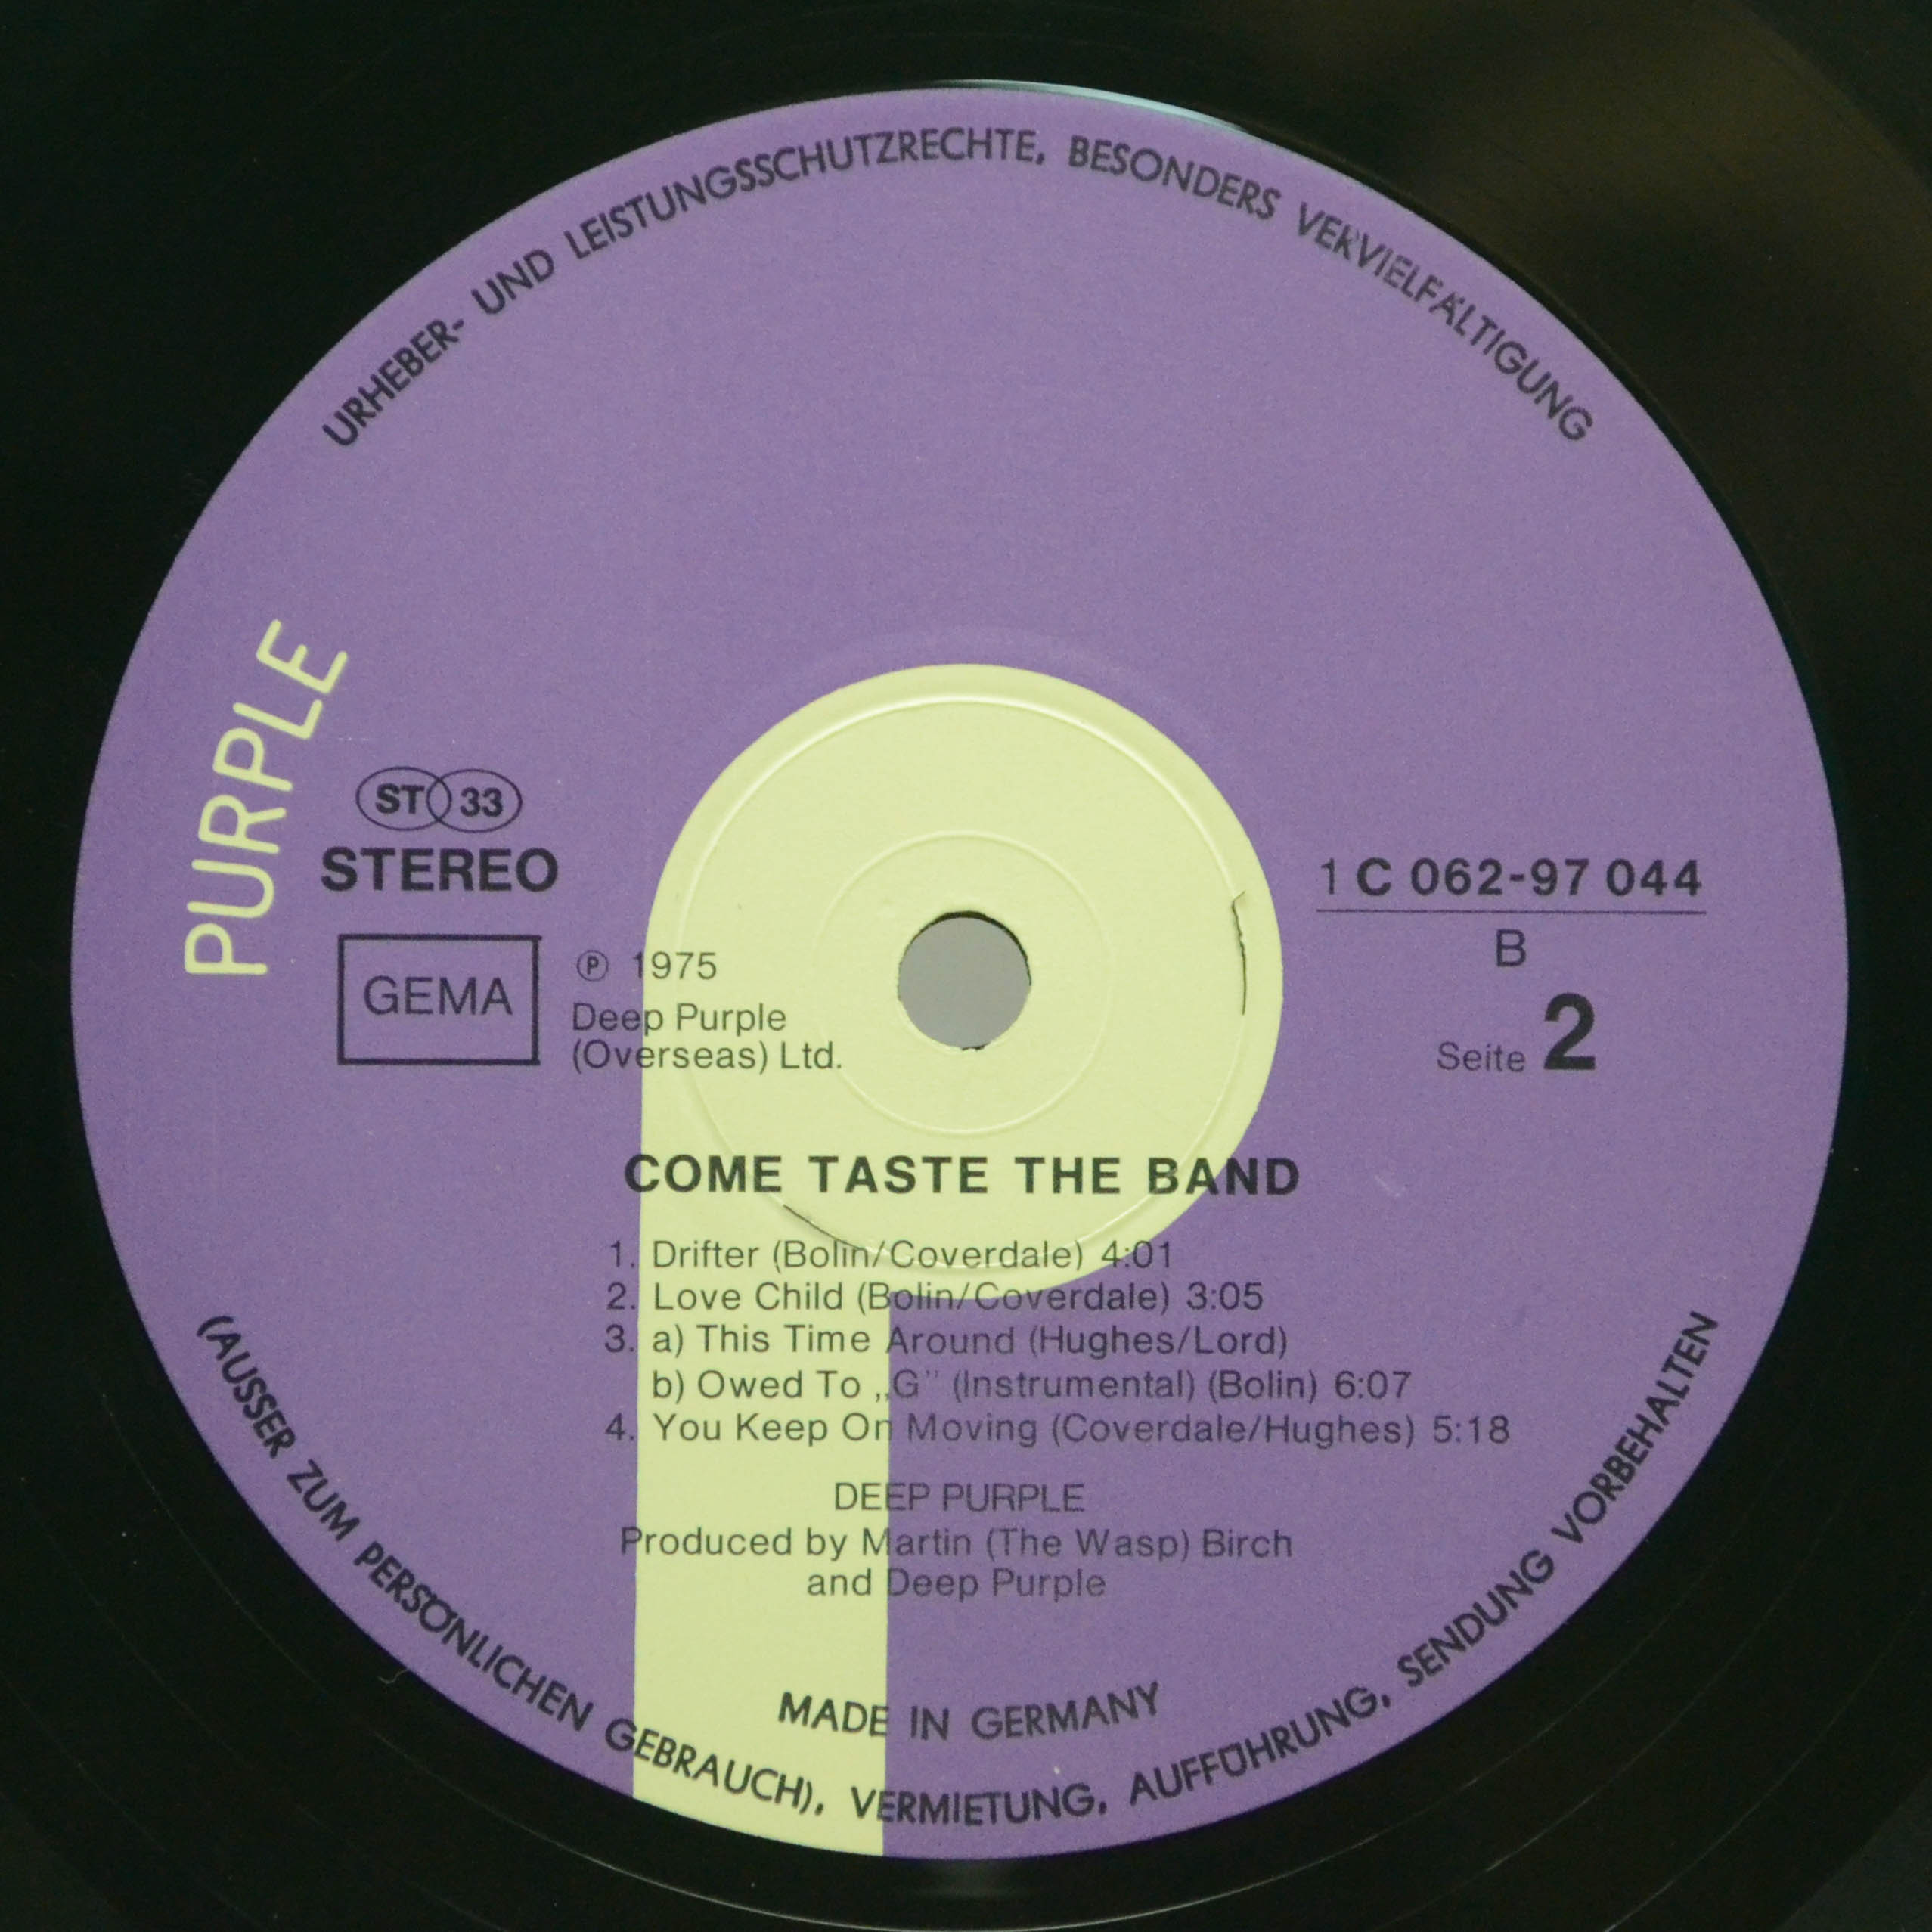 URHEBER- UND LEISTUNGSSCHUTZRECHTE, BESONDERS VERVIELFÄLTIGUNG
PURPLE
ST 33
STEREO
GEMA
℗ 1975
Deep Purple
(Overseas) Ltd.
1 C 062-97 044
B
Seite 2
COME TASTE THE BAND
1. Drifter (Bolin/Coverdale) 4:01
2. Love Child (Bolin/Coverdale) 3:05
3. a) This Time Around (Hughes/Lord)
b) Owed To „G” (Instrumental) (Bolin) 6:07
4. You Keep On Moving (Coverdale/Hughes) 5:18
DEEP PURPLE
Produced by Martin (The Wasp) Birch
and Deep Purple
MADE IN GERMANY
(AUSSER ZUM PERSÖNLICHEN GEBRAUCH), VERMIETUNG, AUFFÜHRUNG, SENDUNG VORBEHALTEN